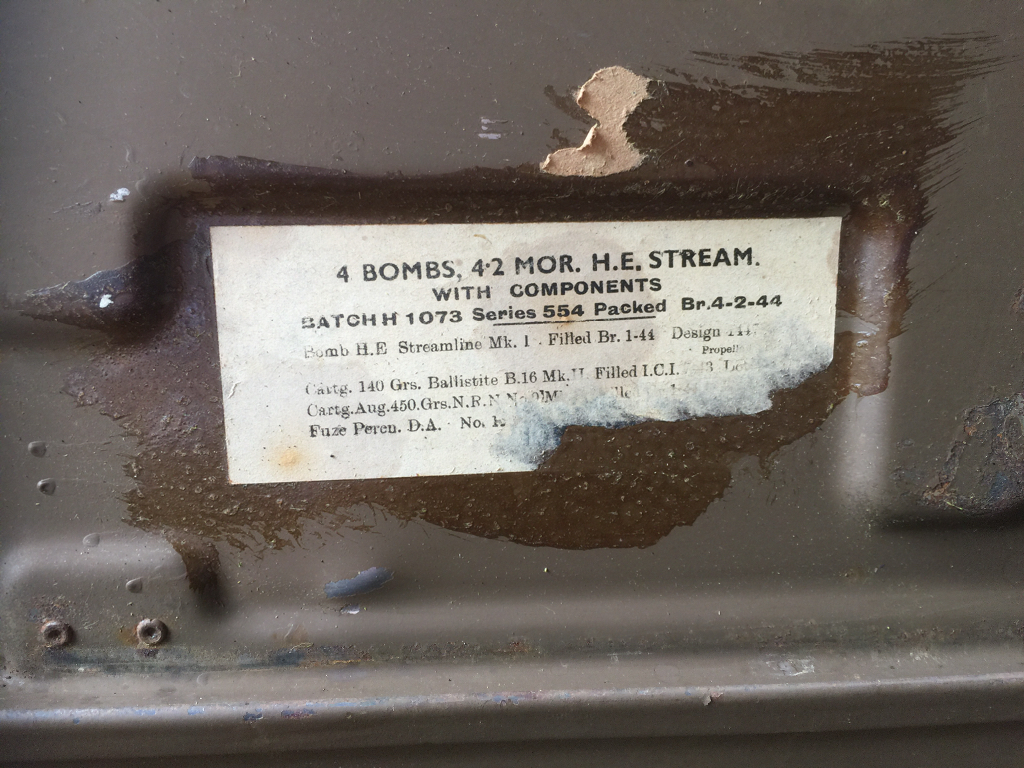 4 BOMBS, 4·2 MOR. H.E. STREAM.
WITH COMPONENTS
BATCH H 1073 Series 554 Packed Br.4-2-44
Bomb H.E Streamline Mk. I. Filled Br. 1-44 Design
Cartg. 140 Grs. Ballistite B.16 Mk. II Filled I.C.I.
Cartg.Aug.450.Grs.N.R.N
Fuze Percn. D.A. No.